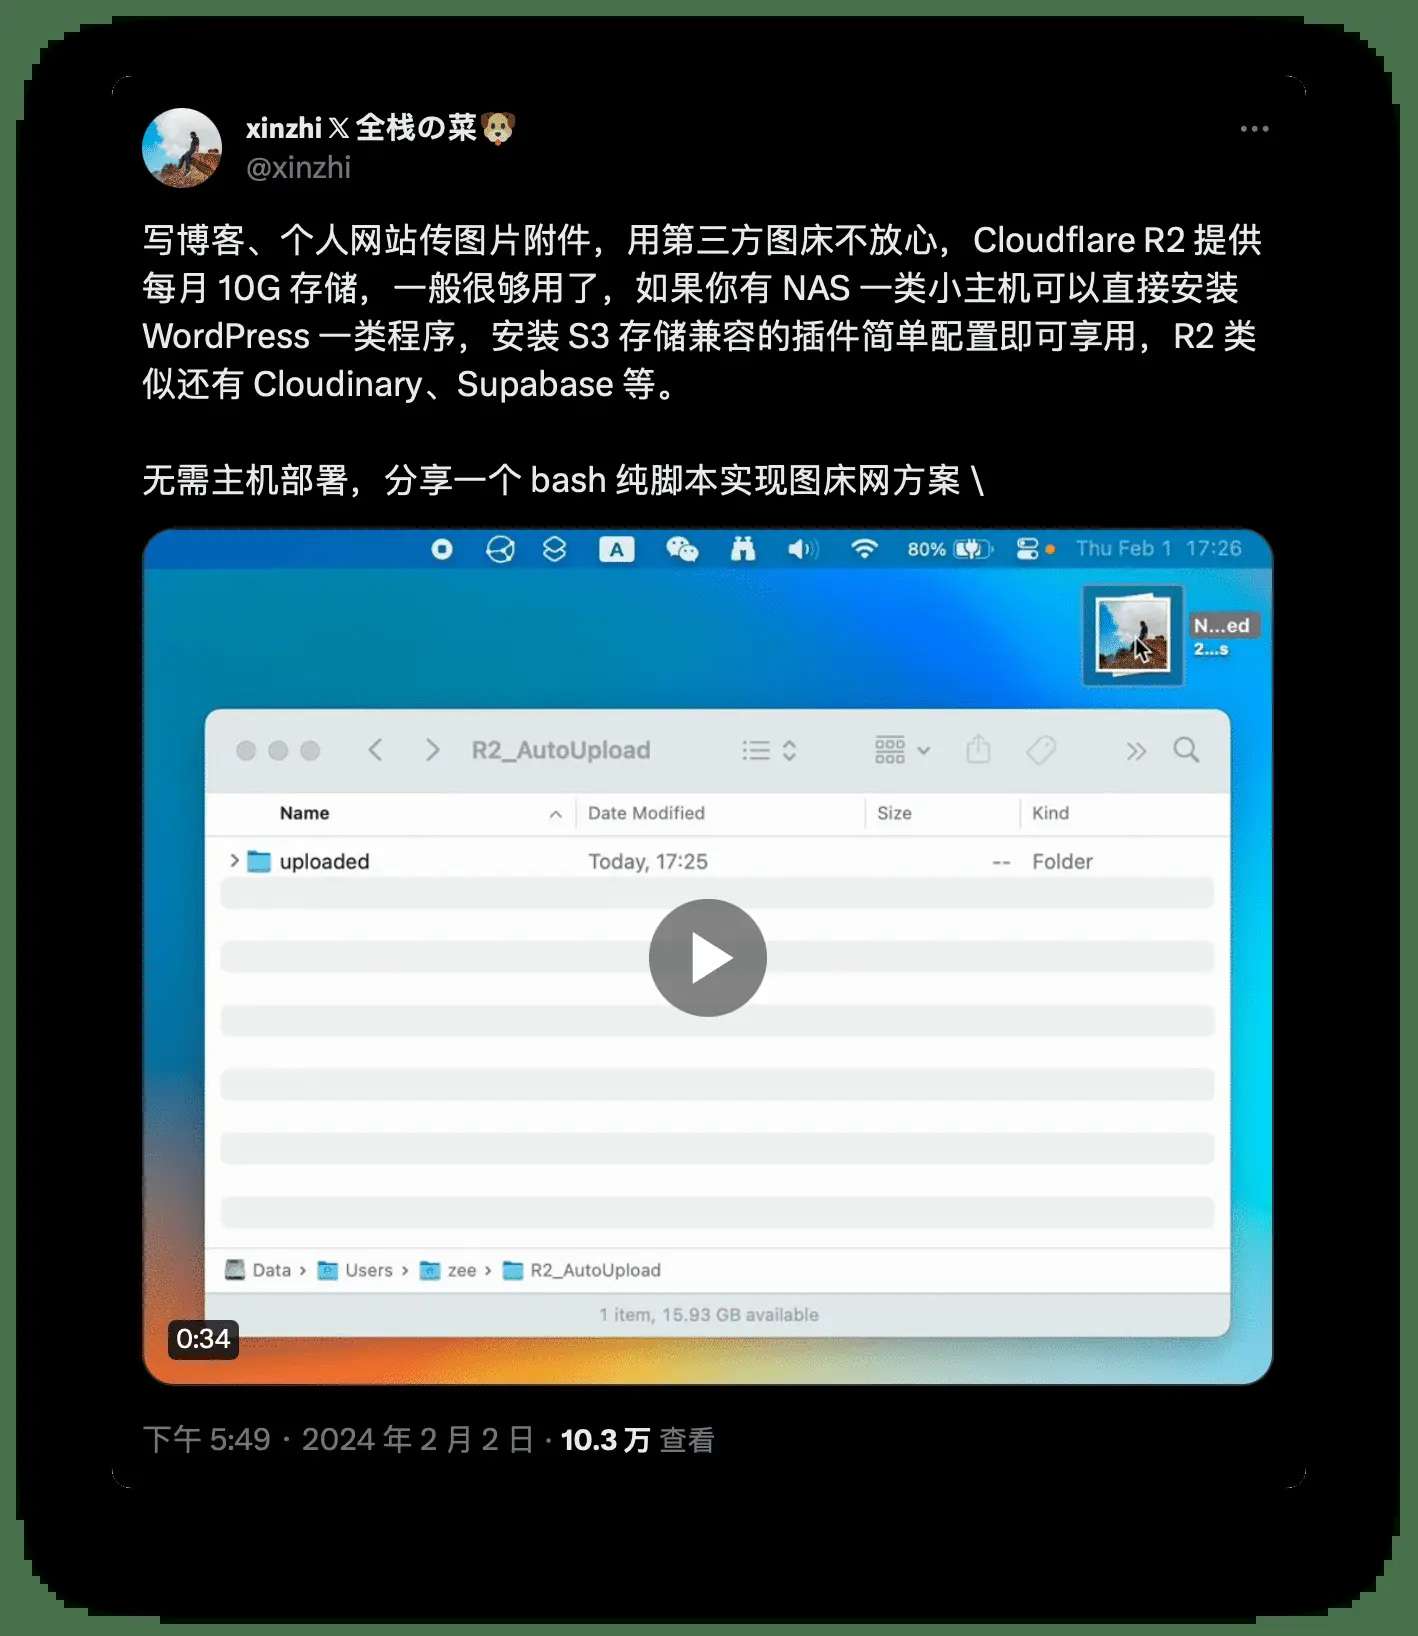 xinzhi 𝕏 全栈の菜🐶
@xinzhi
写博客、个人网站传图片附件，用第三方图床不放心，Cloudflare R2 提供
每月 10G 存储，一般很够用了，如果你有 NAS 一类小主机可以直接安装
WordPress 一类程序，安装 S3 存储兼容的插件简单配置即可享用，R2 类
似还有 Cloudinary、Supabase 等。
无需主机部署，分享一个 bash 纯脚本实现图床网方案 \
A 80% Thu Feb 1 17:26
N...ed
2...s
R2_AutoUpload
Name Date Modified Size Kind
uploaded Today, 17:25 -- Folder
Data › Users › zee › R2_AutoUpload
1 item, 15.93 GB available
0:34
下午 5:49 · 2024 年 2 月 2 日 · 10.3 万 查看